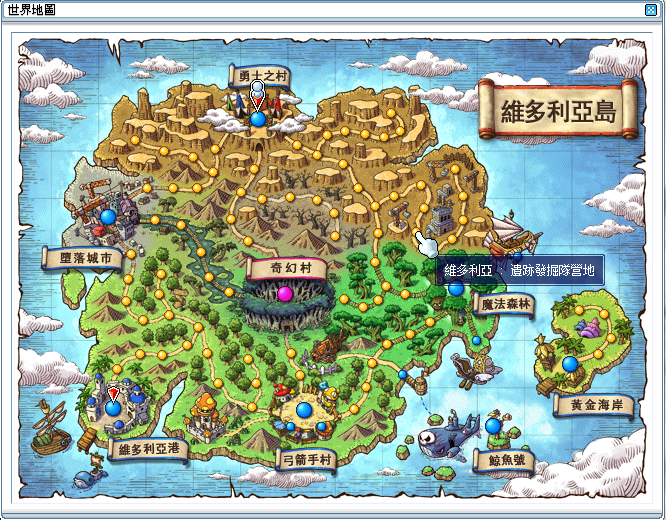 世界地圖
勇士之村
維多利亞島
墮落城市
奇幻村
維多利亞 : 遺跡發掘隊營地
魔法森林
黃金海岸
維多利亞港
弓箭手村
鯨魚號